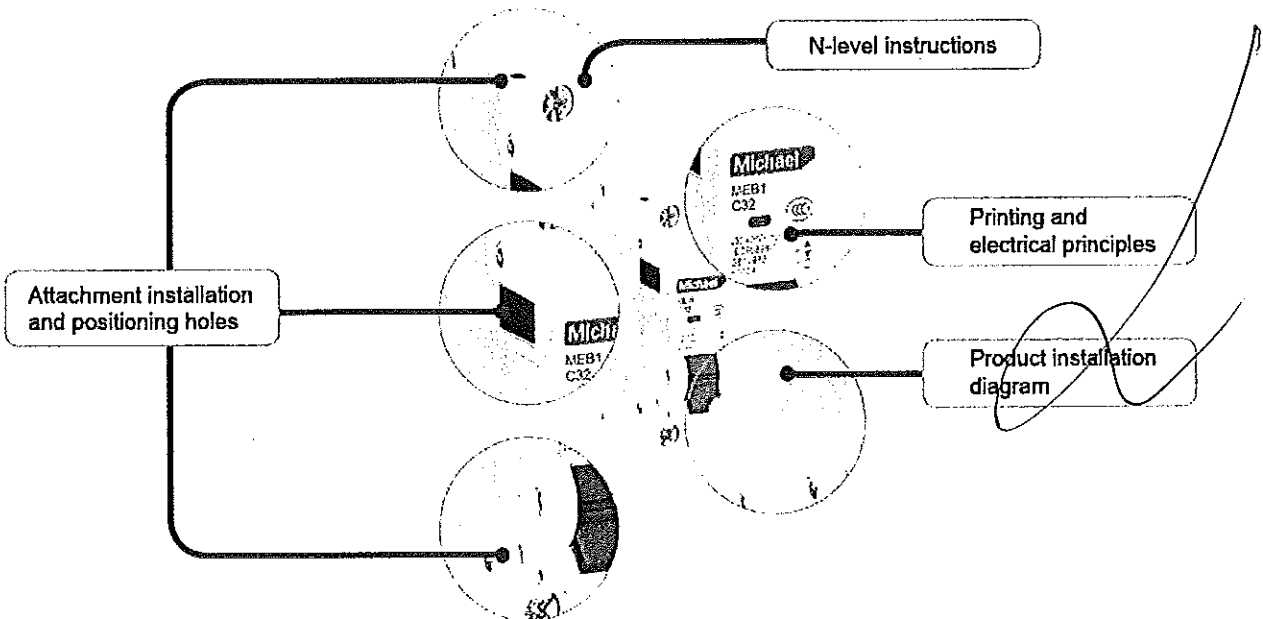 N-level instructions
Michael
MEB1
C32
Printing and
electrical principles
Attachment installation
and positioning holes
MEB1
C32
Product installation
diagram